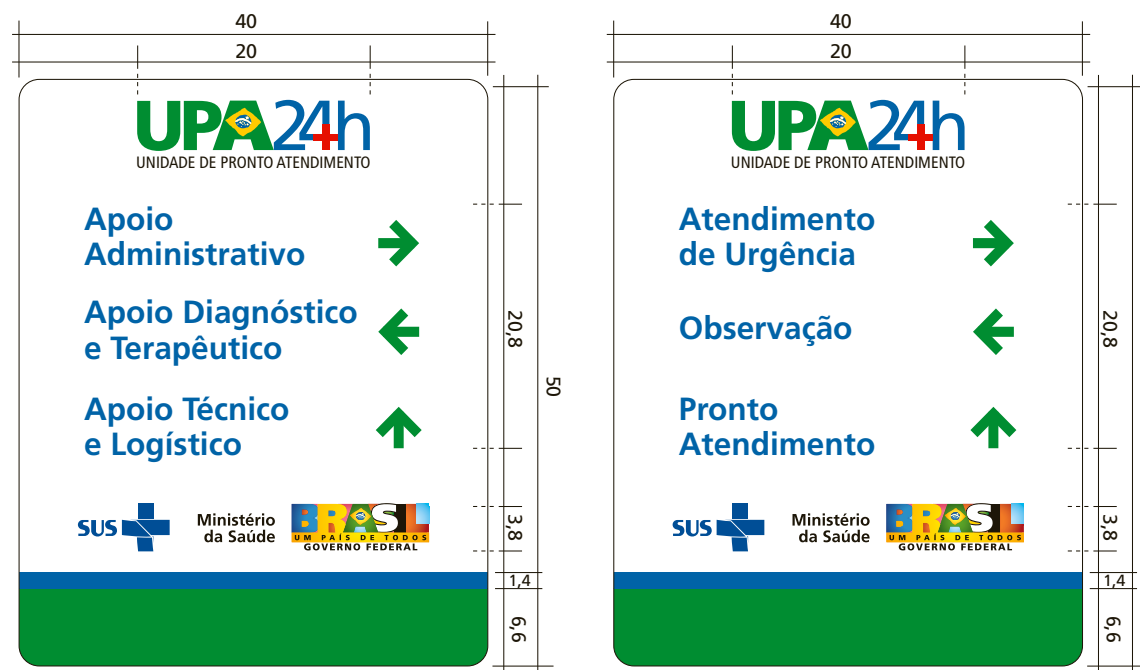 40
20
UPA24h
UNIDADE DE PRONTO ATENDIMENTO
Apoio
Administrativo
Apoio Diagnóstico
e Terapêutico
Apoio Técnico
e Logístico
SUS
Ministério
da Saúde
BRASIL
UM PAÍS DE TODOS
GOVERNO FEDERAL
20,8
50
3,8
1,4
6,6
40
20
UPA24h
UNIDADE DE PRONTO ATENDIMENTO
Atendimento
de Urgência
Observação
Pronto
Atendimento
SUS
Ministério
da Saúde
BRASIL
UM PAÍS DE TODOS
GOVERNO FEDERAL
20,8
3,8
1,4
6,6